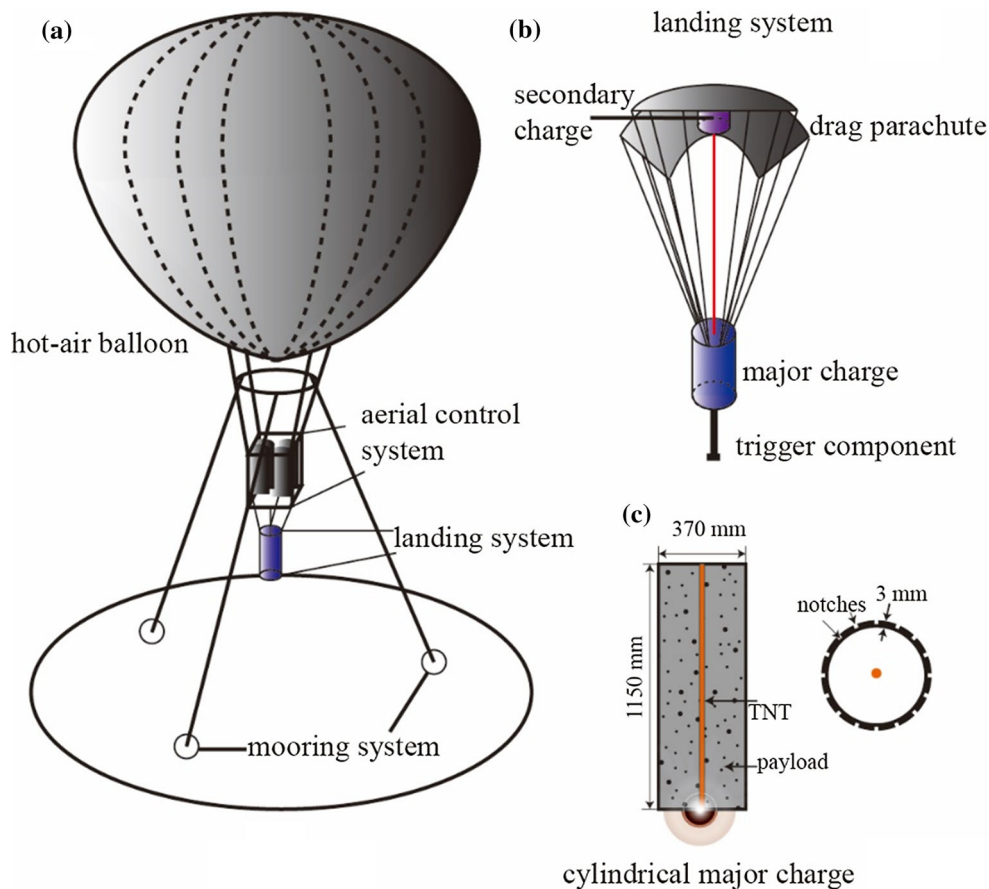 (a)
hot-air balloon
aerial control
system
landing system
mooring system
(b)
landing system
secondary
charge
drag parachute
major charge
trigger component
(c)
370 mm
1150 mm
TNT
payload
notches
3 mm
cylindrical major charge